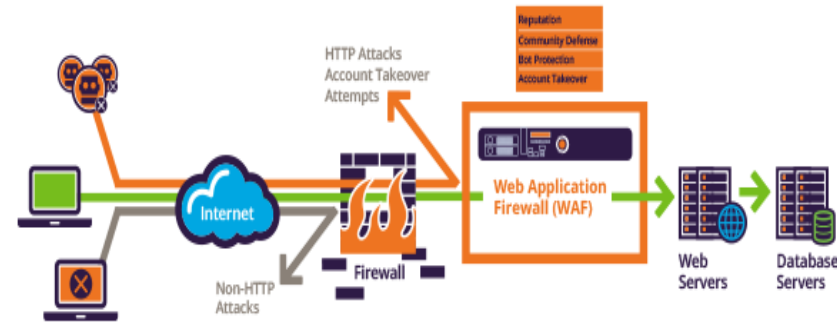 Reputation
Community Defense
Bot Protection
Account Takeover
HTTP Attacks
Account Takeover
Attempts
Web Application
Firewall (WAF)
Internet
Firewall
Non-HTTP
Attacks
Web
Servers
Database
Servers